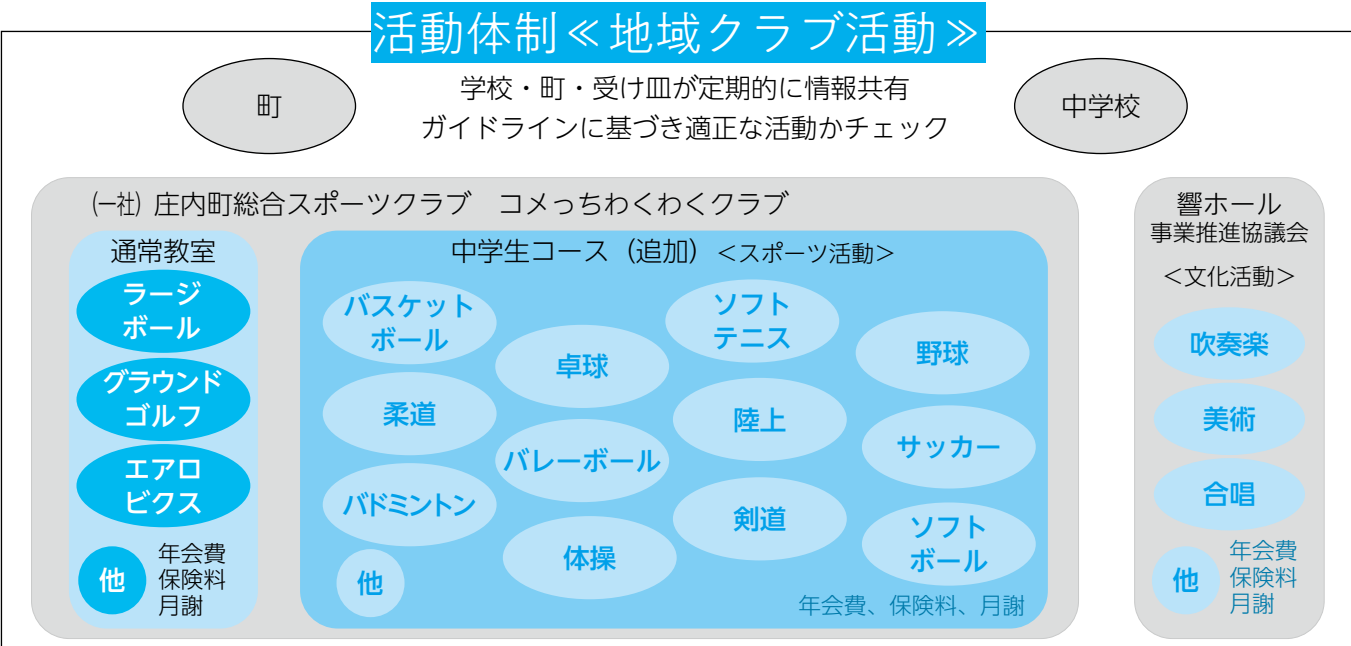 活動体制≪地域クラブ活動≫
町
学校・町・受け皿が定期的に情報共有
ガイドラインに基づき適正な活動かチェック
中学校
(一社) 庄内町総合スポーツクラブ　コメっちわくわくクラブ
通常教室
ラージ
ボール
グラウンド
ゴルフ
エアロ
ビクス
他
年会費
保険料
月謝
中学生コース（追加）＜スポーツ活動＞
バスケット
ボール
柔道
バドミントン
他
卓球
バレーボール
体操
ソフト
テニス
陸上
剣道
野球
サッカー
ソフト
ボール
年会費、保険料、月謝
響ホール
事業推進協議会
＜文化活動＞
吹奏楽
美術
合唱
他
年会費
保険料
月謝